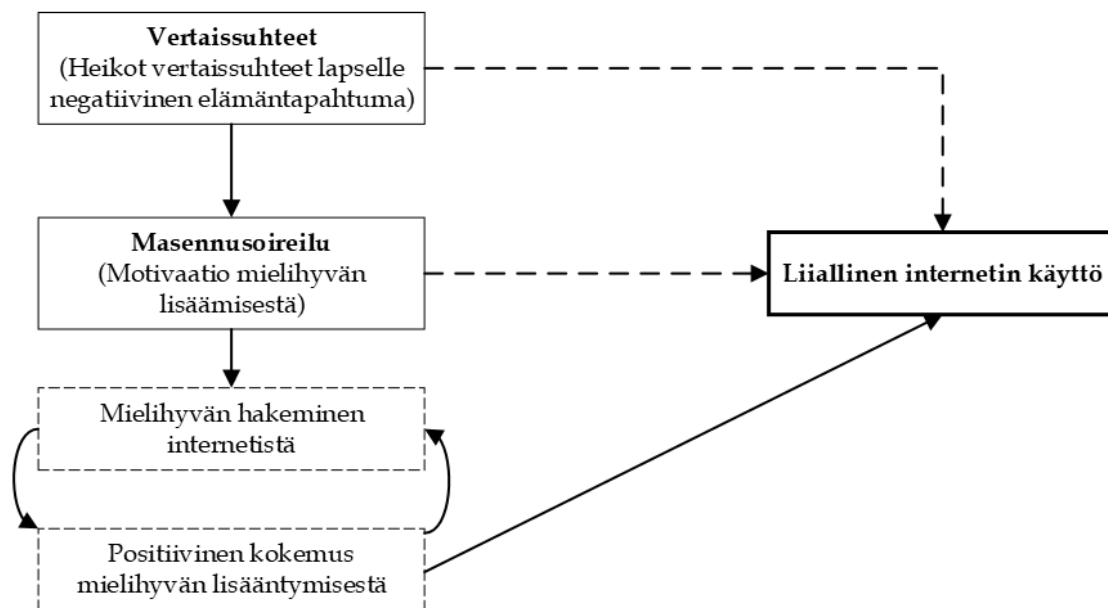 Vertaissuhteet
(Heikot vertaissuhteet lapselle
negatiivinen elämäntapahtuma)
Masennusoireilu
(Motivaatio mielihyvän
lisäämisestä)
Liiallinen internetin käyttö
Mielihyvän hakeminen
internetistä
Positiivinen kokemus
mielihyvän lisääntymisestä